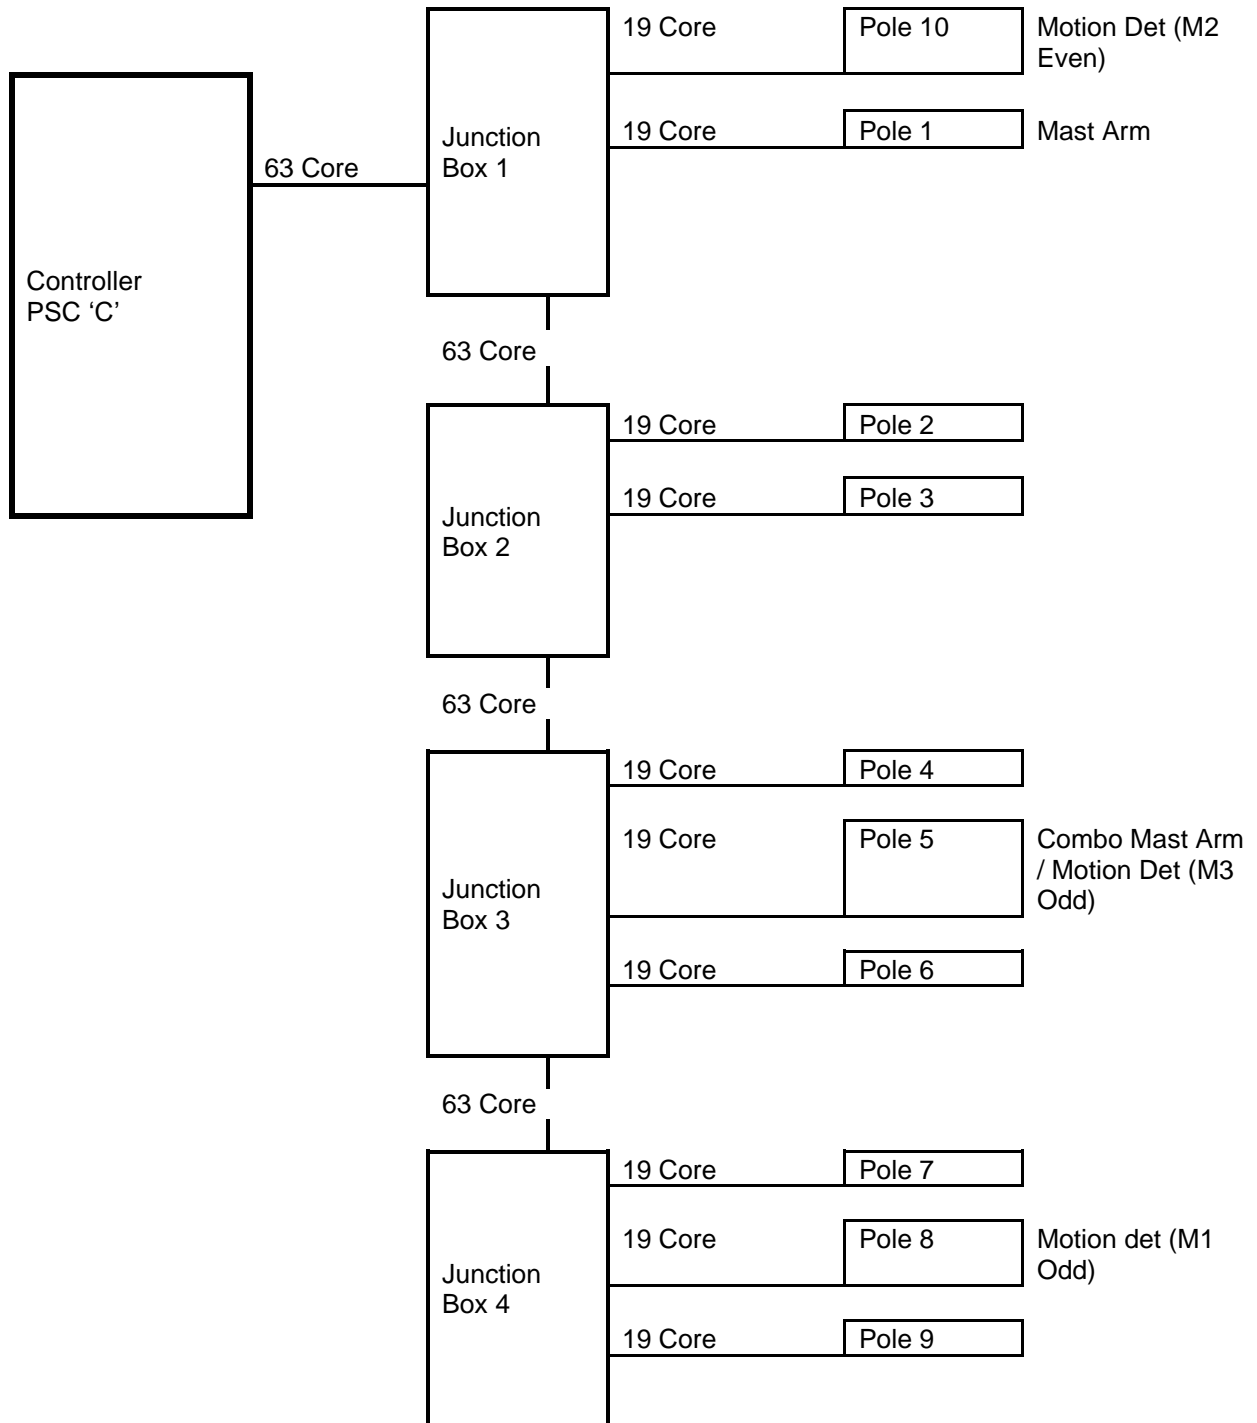 19 Core
Pole 10
Motion Det (M2
Even)
Junction
Box 1
19 Core
Pole 1
Mast Arm
63 Core
Controller
PSC ‘C’
63 Core
19 Core
Pole 2
Junction
Box 2
19 Core
Pole 3
63 Core
19 Core
Pole 4
Junction
Box 3
19 Core
Pole 5
Combo Mast Arm
/ Motion Det (M3
Odd)
19 Core
Pole 6
63 Core
19 Core
Pole 7
Junction
Box 4
19 Core
Pole 8
Motion det (M1
Odd)
19 Core
Pole 9